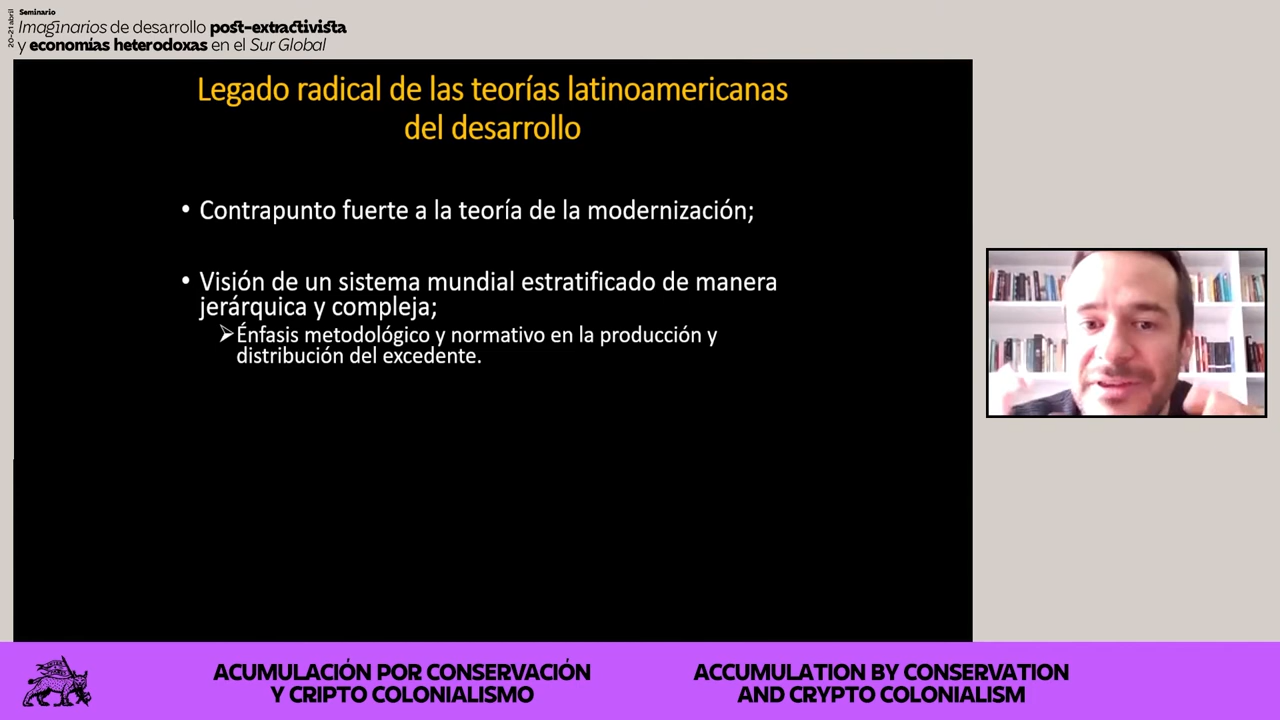 20-21 abril
Seminario
Imaginarios de desarrollo post-extractivista
y economías heterodoxas en el Sur Global
Legado radical de las teorías latinoamericanas
del desarrollo
• Contrapunto fuerte a la teoría de la modernización;
• Visión de un sistema mundial estratificado de manera
jerárquica y compleja;
➢Énfasis metodológico y normativo en la producción y
distribución del excedente.
ACUMULACIÓN POR CONSERVACIÓN
Y CRIPTO COLONIALISMO
ACCUMULATION BY CONSERVATION
AND CRYPTO COLONIALISM